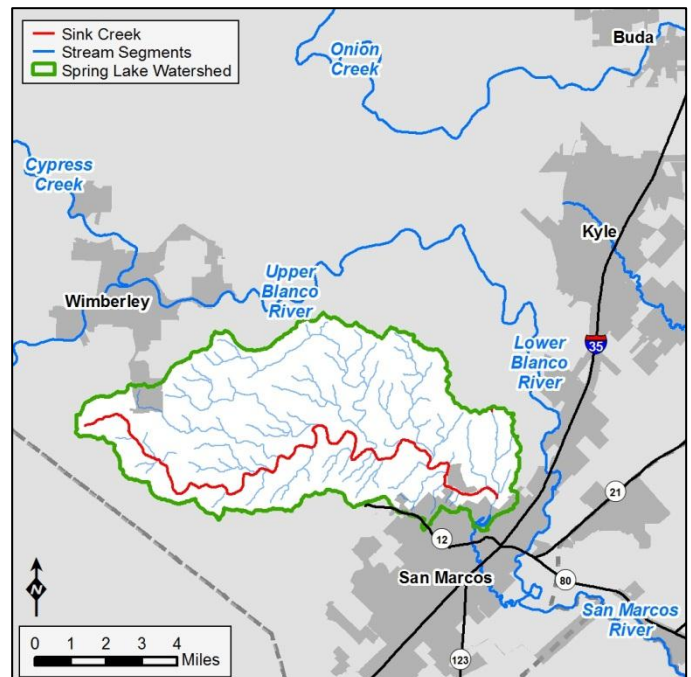 Sink Creek
Stream Segments
Spring Lake Watershed
Buda
Onion
Creek
Cypress
Creek
Kyle
Upper
Blanco
River
Wimberley
Lower
Blanco
River
35
21
12
San Marcos
80
San Marcos
River
N
0 1 2 3 4
Miles
123